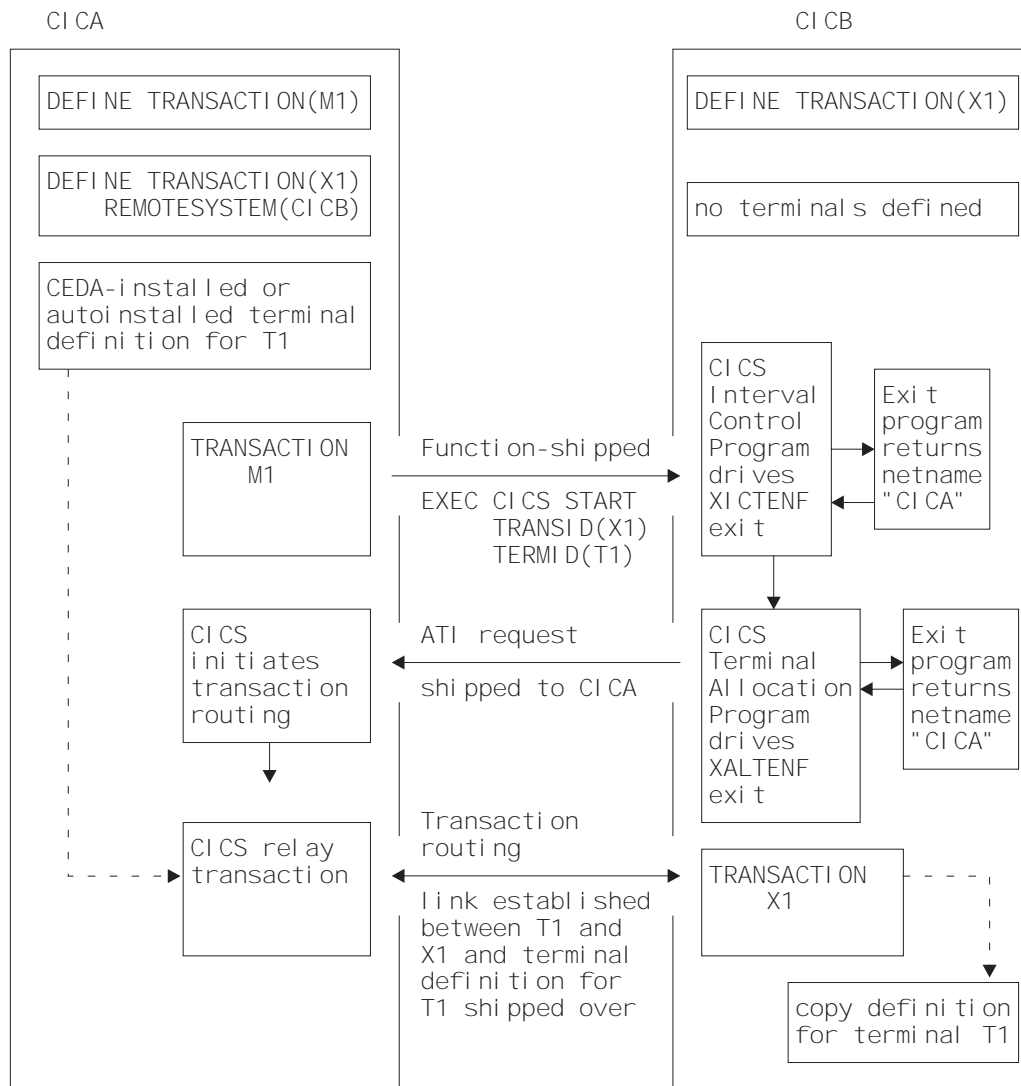 CICA
CICB
DEFINE TRANSACTION(M1)
DEFINE TRANSACTION(X1)
REMOTESYSTEM(CICB)
CEDA-installed or
autoinstalled terminal
definition for T1
DEFINE TRANSACTION(X1)
no terminals defined
TRANSACTION
M1
Function-shipped
EXEC CICS START
TRANSID(X1)
TERMID(T1)
CICS
Interval
Control
Program
drives
XICTENF
exit
Exit
program
returns
netname
"CICA"
CICS
initiates
transaction
routing
ATI request
shipped to CICA
CICS
Terminal
Allocation
Program
drives
XALTENF
exit
Exit
program
returns
netname
"CICA"
CICS relay
transaction
Transaction
routing
link established
between T1 and
X1 and terminal
definition for
T1 shipped over
TRANSACTION
X1
copy definition
for terminal T1